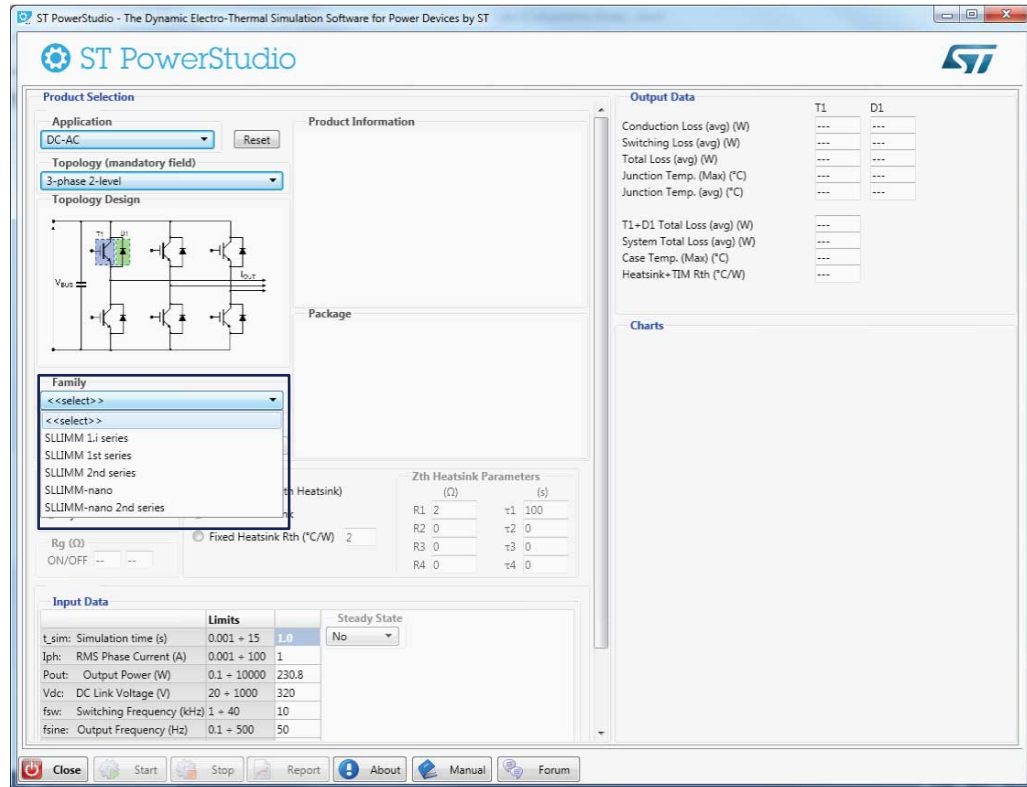 ST PowerStudio - The Dynamic Electro-Thermal Simulation Software for Power Devices by ST
ST PowerStudio
Product Selection
Application
DC-AC
Reset
Topology (mandatory field)
3-phase 2-level
Topology Design
T1 D1
VBUS
IOUT
Product Information
Package
Family
<<select>>
<<select>>
SLLIMM 1.i series
SLLIMM 1st series
SLLIMM 2nd series
SLLIMM-nano
SLLIMM-nano 2nd series
Heatsink)
Fixed Heatsink Rth (°C/W) 2
Rg (Ω)
ON/OFF -- --
Zth Heatsink Parameters
(Ω) (s)
R1 2 τ1 100
R2 0 τ2 0
R3 0 τ3 0
R4 0 τ4 0
Input Data
Limits
t_sim: Simulation time (s) 0.001 ÷ 15 1.0
Iph: RMS Phase Current (A) 0.001 ÷ 100 1
Pout: Output Power (W) 0.1 ÷ 10000 230.8
Vdc: DC Link Voltage (V) 20 ÷ 1000 320
fsw: Switching Frequency (kHz) 1 ÷ 40 10
fsine: Output Frequency (Hz) 0.1 ÷ 500 50
Steady State
No
Output Data
T1 D1
Conduction Loss (avg) (W) --- ---
Switching Loss (avg) (W) --- ---
Total Loss (avg) (W) --- ---
Junction Temp. (Max) (°C) --- ---
Junction Temp. (avg) (°C) --- ---
T1+D1 Total Loss (avg) (W) ---
System Total Loss (avg) (W) ---
Case Temp. (Max) (°C) ---
Heatsink+TIM Rth (°C/W) ---
Charts
Close
Start
Stop
Report
About
Manual
Forum